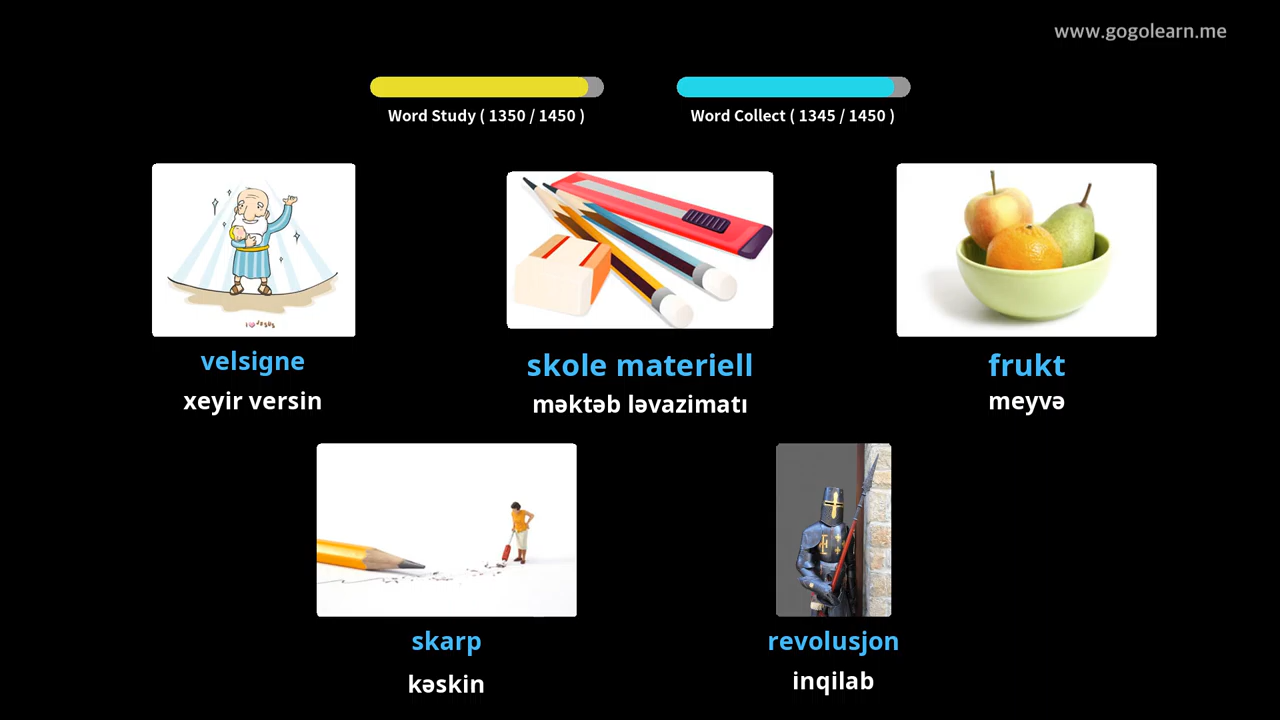 www.gogolearn.me
Word Study ( 1350 / 1450 )
Word Collect ( 1345 / 1450 )
velsigne
xeyir versin
skole materiell
məktəb ləvazimatı
frukt
meyvə
skarp
kəskin
revolusjon
inqilab